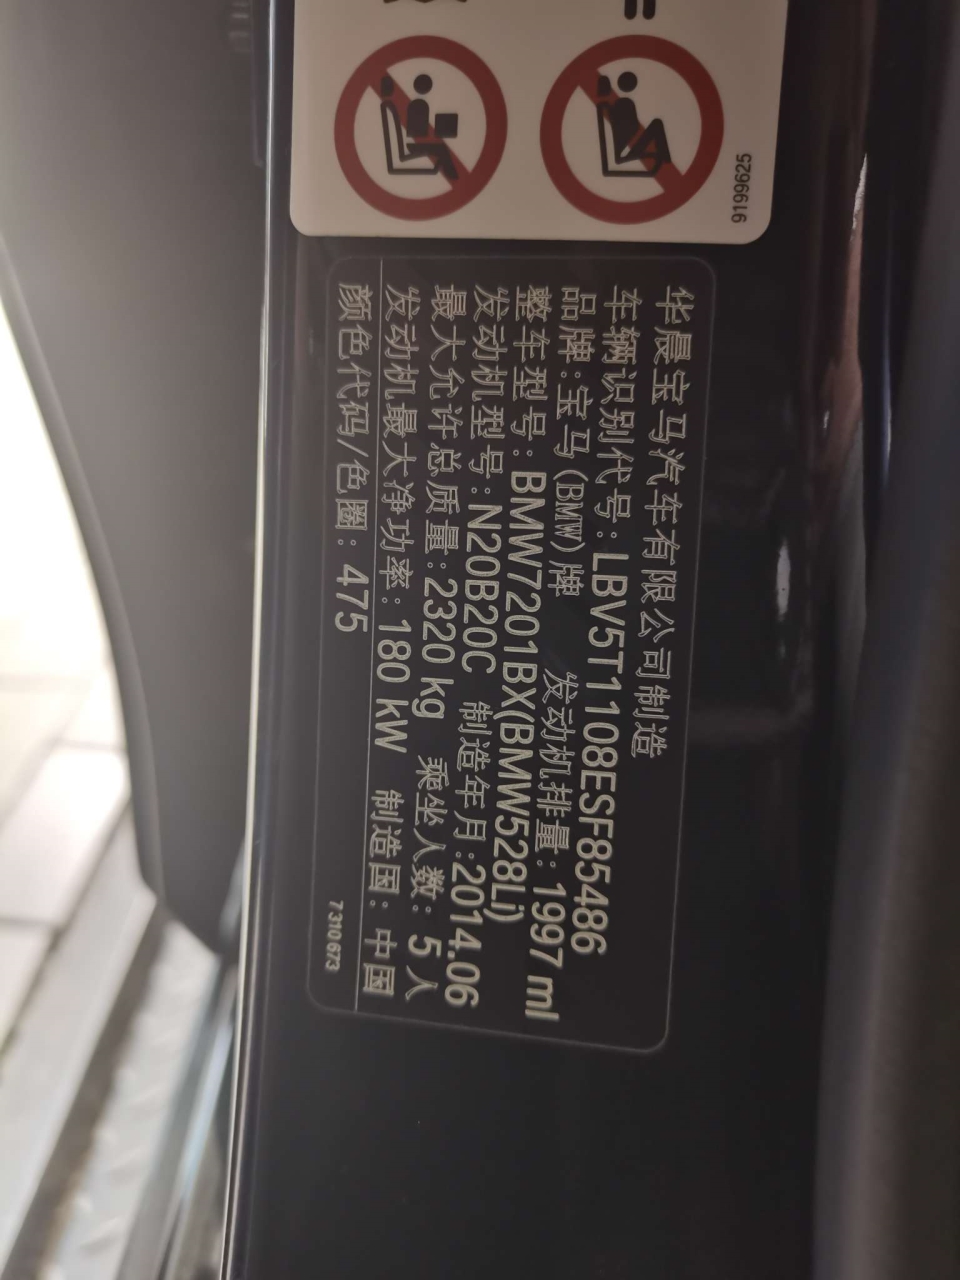 9199625
华晨宝马汽车有限公司制造
车辆识别代号：LBV5T1108ESF85486
品牌：宝马(BMW)牌 发动机排量：1997 ml
整车型号：BMW7201BX(BMW528Li)
发动机型号：N20B20C 制造年月：2014.06
最大允许总质量：2320 kg 乘坐人数：5人
发动机最大净功率：180 kW 制造国：中国
颜色代码/色圈：475
7310673